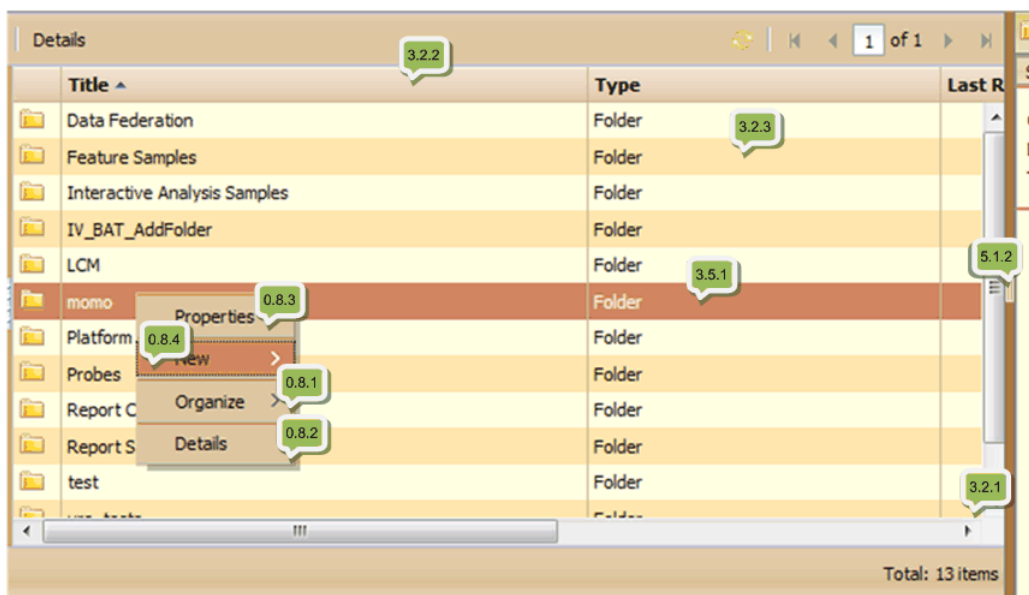 Details
1 of 1
3.2.2
Title Type Last R
Data Federation Folder
3.2.3
Feature Samples Folder
Interactive Analysis Samples Folder
IV_BAT_AddFolder Folder
5.1.2
LCM Folder
3.5.1
momo Folder
0.8.3
Properties
Platform Folder
0.8.4
New
Probes Folder
0.8.1
Report C Organize Folder
0.8.2
Report S Details Folder
test Folder
3.2.1
Total: 13 items